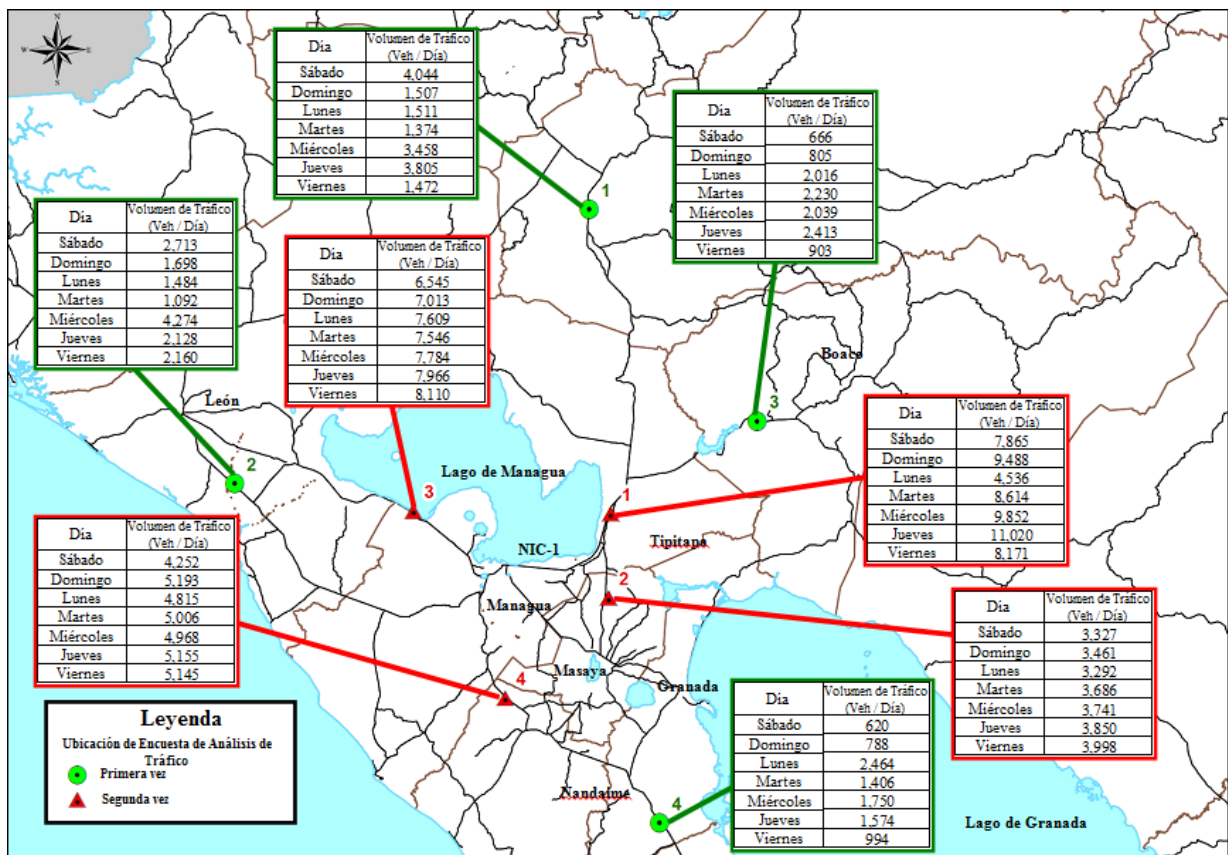 N
W
E
N
Día Volumen de Tráfico (Veh / Día)
Sábado 4,044
Domingo 1,507
Lunes 1,511
Martes 1,374
Miércoles 3,458
Jueves 3,805
Viernes 1,472
1
Día Volumen de Tráfico (Veh / Día)
Sábado 666
Domingo 805
Lunes 2,016
Martes 2,230
Miércoles 2,039
Jueves 2,413
Viernes 903
Día Volumen de Tráfico (Veh / Día)
Sábado 2,713
Domingo 1,698
Lunes 1,484
Martes 1,092
Miércoles 4,274
Jueves 2,128
Viernes 2,160
Día Volumen de Tráfico (Veh / Día)
Sábado 6,545
Domingo 7,013
Lunes 7,609
Martes 7,546
Miércoles 7,784
Jueves 7,966
Viernes 8,110
Boaco
León
3
2
Lago de Managua
3
1
Día Volumen de Tráfico (Veh / Día)
Sábado 7,865
Domingo 9,488
Lunes 4,536
Martes 8,614
Miércoles 9,852
Jueves 11,020
Viernes 8,171
NIC-1
Tipitana
2
Managua
Día Volumen de Tráfico (Veh / Día)
Sábado 4,252
Domingo 5,193
Lunes 4,815
Martes 5,006
Miércoles 4,968
Jueves 5,155
Viernes 5,145
Masaya
Granada
4
Día Volumen de Tráfico (Veh / Día)
Sábado 3,327
Domingo 3,461
Lunes 3,292
Martes 3,686
Miércoles 3,741
Jueves 3,850
Viernes 3,998
Día Volumen de Tráfico (Veh / Día)
Sábado 620
Domingo 788
Lunes 2,464
Martes 1,406
Miércoles 1,750
Jueves 1,574
Viernes 994
Nandaime
4
Lago de Granada
Leyenda
Ubicación de Encuesta de Análisis de
Tráfico
Primera vez
Segunda vez